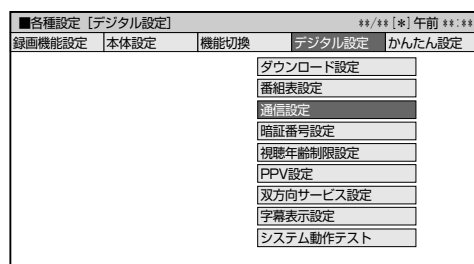 ■各種設定[デジタル設定] **/**[*]午前**:**
録画機能設定 本体設定 機能切換 デジタル設定 かんたん設定
ダウンロード設定
番組表設定
通信設定
暗証番号設定
視聴年齢制限設定
PPV設定
双方向サービス設定
字幕表示設定
システム動作テスト